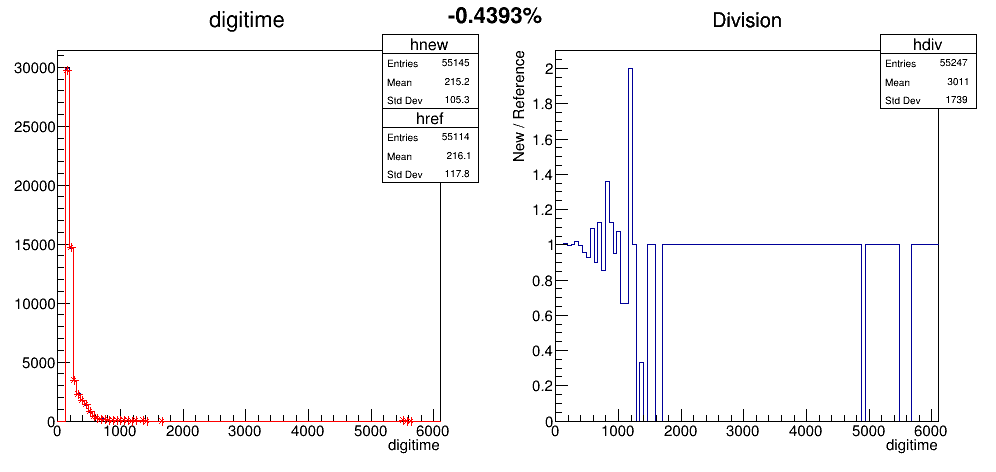 -0.4393%
digitime
hnew
Entries 55145
Mean 215.2
Std Dev 105.3
href
Entries 55114
Mean 216.1
Std Dev 117.8
30000
25000
20000
15000
10000
5000
0
0 1000 2000 3000 4000 5000 6000
digitime
Division
hdiv
Entries 55247
Mean 3011
Std Dev 1739
New / Reference
2
1.8
1.6
1.4
1.2
1
0.8
0.6
0.4
0.2
0
0 1000 2000 3000 4000 5000 6000
digitime